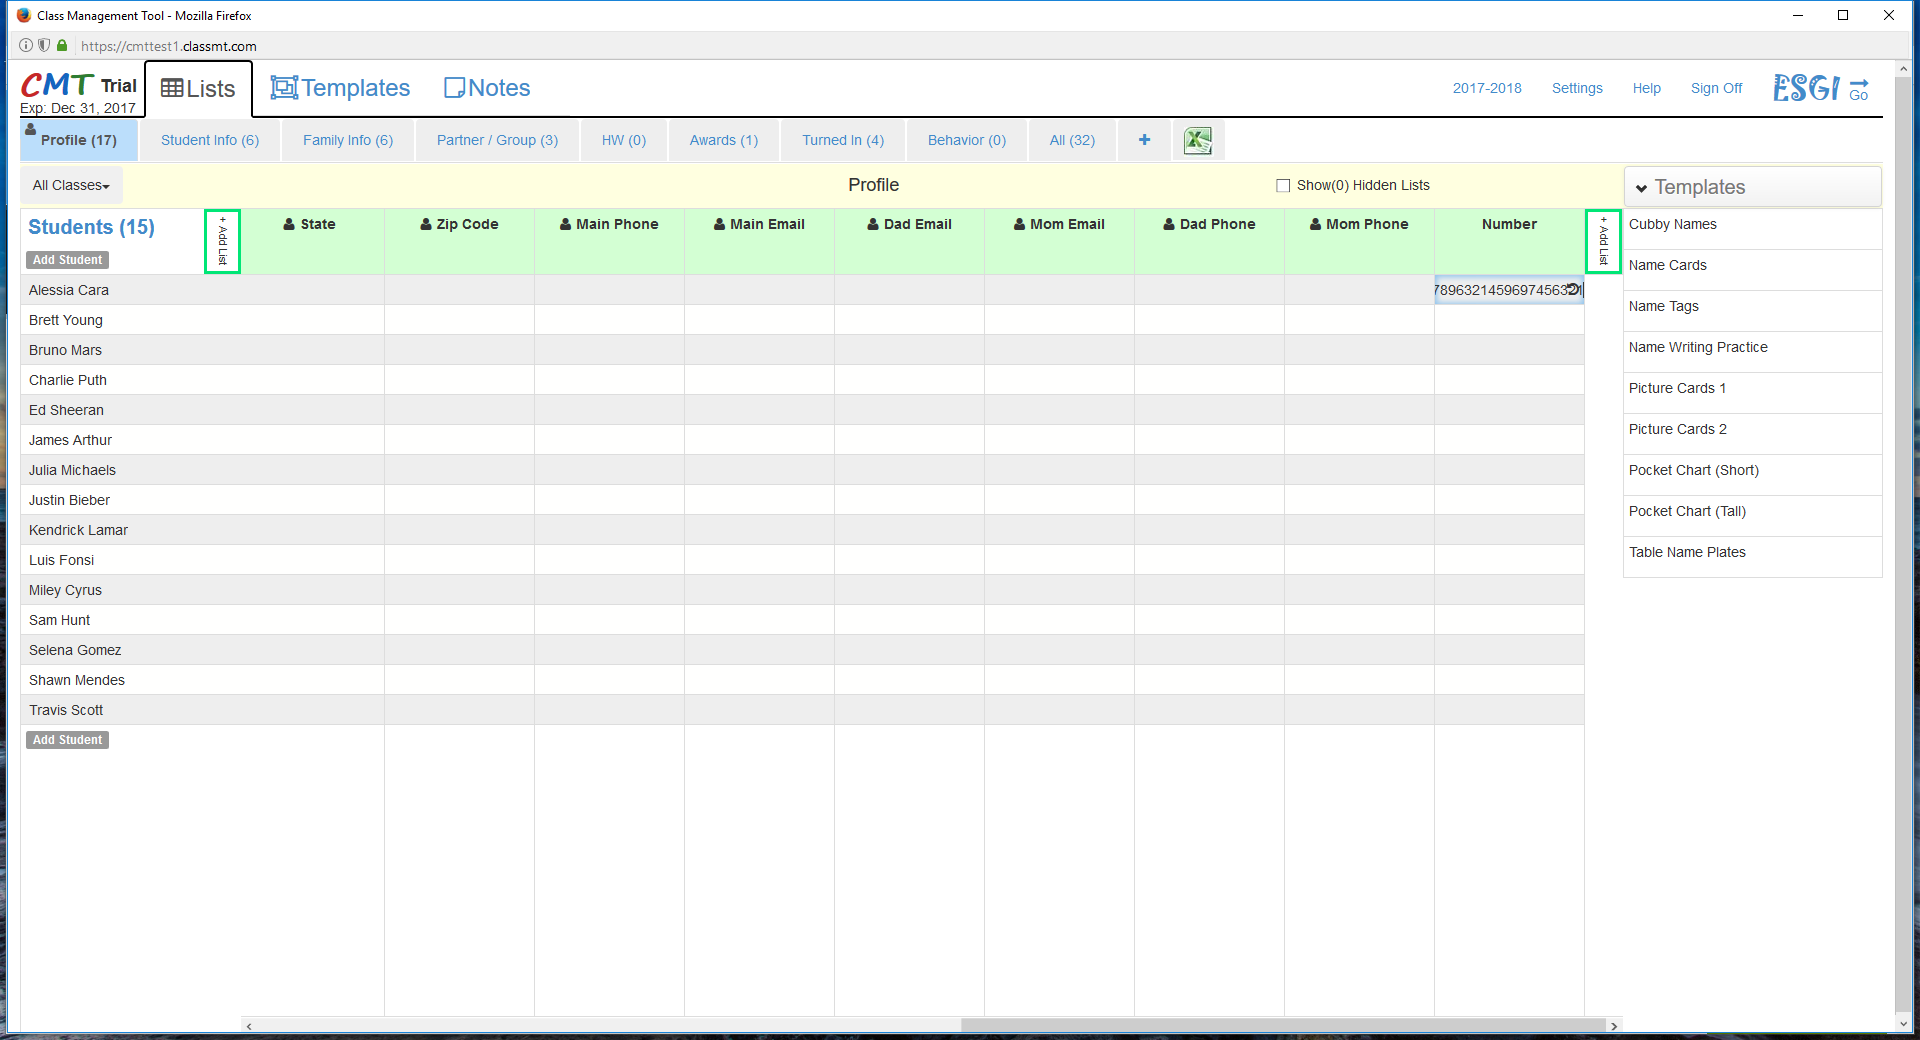 Class Management Tool - Mozilla Firefox
https://cmttest1.classmt.com
CMT Trial
Exp: Dec 31, 2017
Lists
Templates
Notes
2017-2018
Settings
Help
Sign Off
ESGI
Go
Profile (17)
Student Info (6)
Family Info (6)
Partner / Group (3)
HW (0)
Awards (1)
Turned In (4)
Behavior (0)
All (32)
+
All Classes
Profile
Show(0) Hidden Lists
Templates
Students (15)
Add Student
+ Add List
State
Zip Code
Main Phone
Main Email
Dad Email
Mom Email
Dad Phone
Mom Phone
Number
+ Add List
Alessia Cara
Brett Young
Bruno Mars
Charlie Puth
Ed Sheeran
James Arthur
Julia Michaels
Justin Bieber
Kendrick Lamar
Luis Fonsi
Miley Cyrus
Sam Hunt
Selena Gomez
Shawn Mendes
Travis Scott
Add Student
Cubby Names
Name Cards
Name Tags
Name Writing Practice
Picture Cards 1
Picture Cards 2
Pocket Chart (Short)
Pocket Chart (Tall)
Table Name Plates